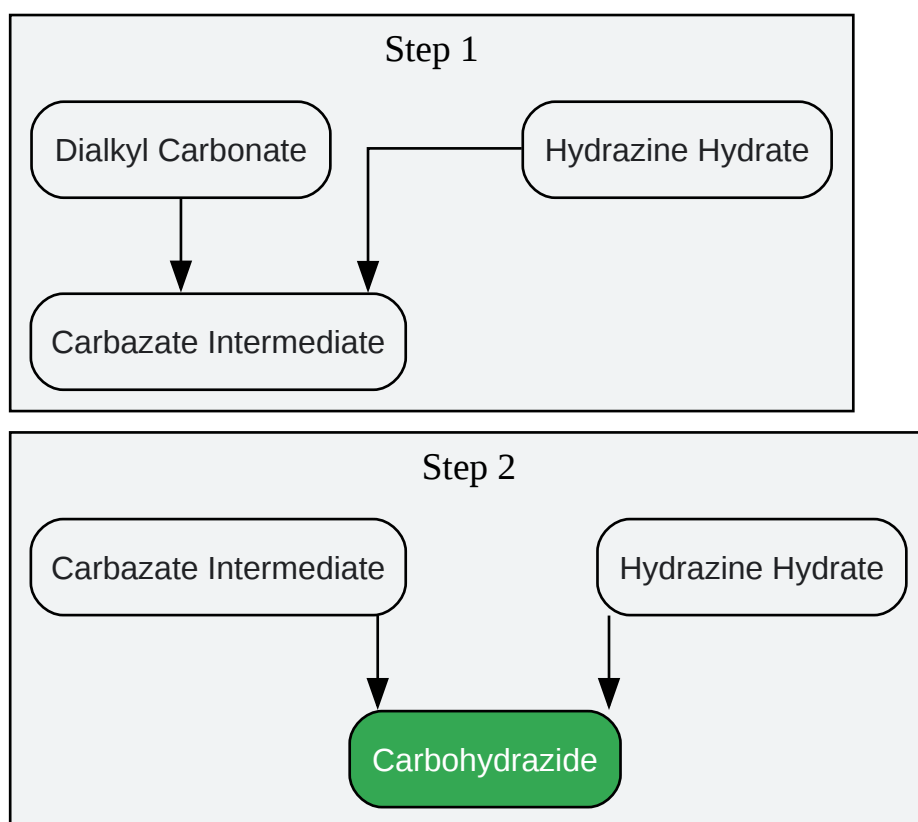 Step 1
Dialkyl Carbonate
Hydrazine Hydrate
Carbazate Intermediate
Step 2
Carbazate Intermediate
Hydrazine Hydrate
Carbohydrazide